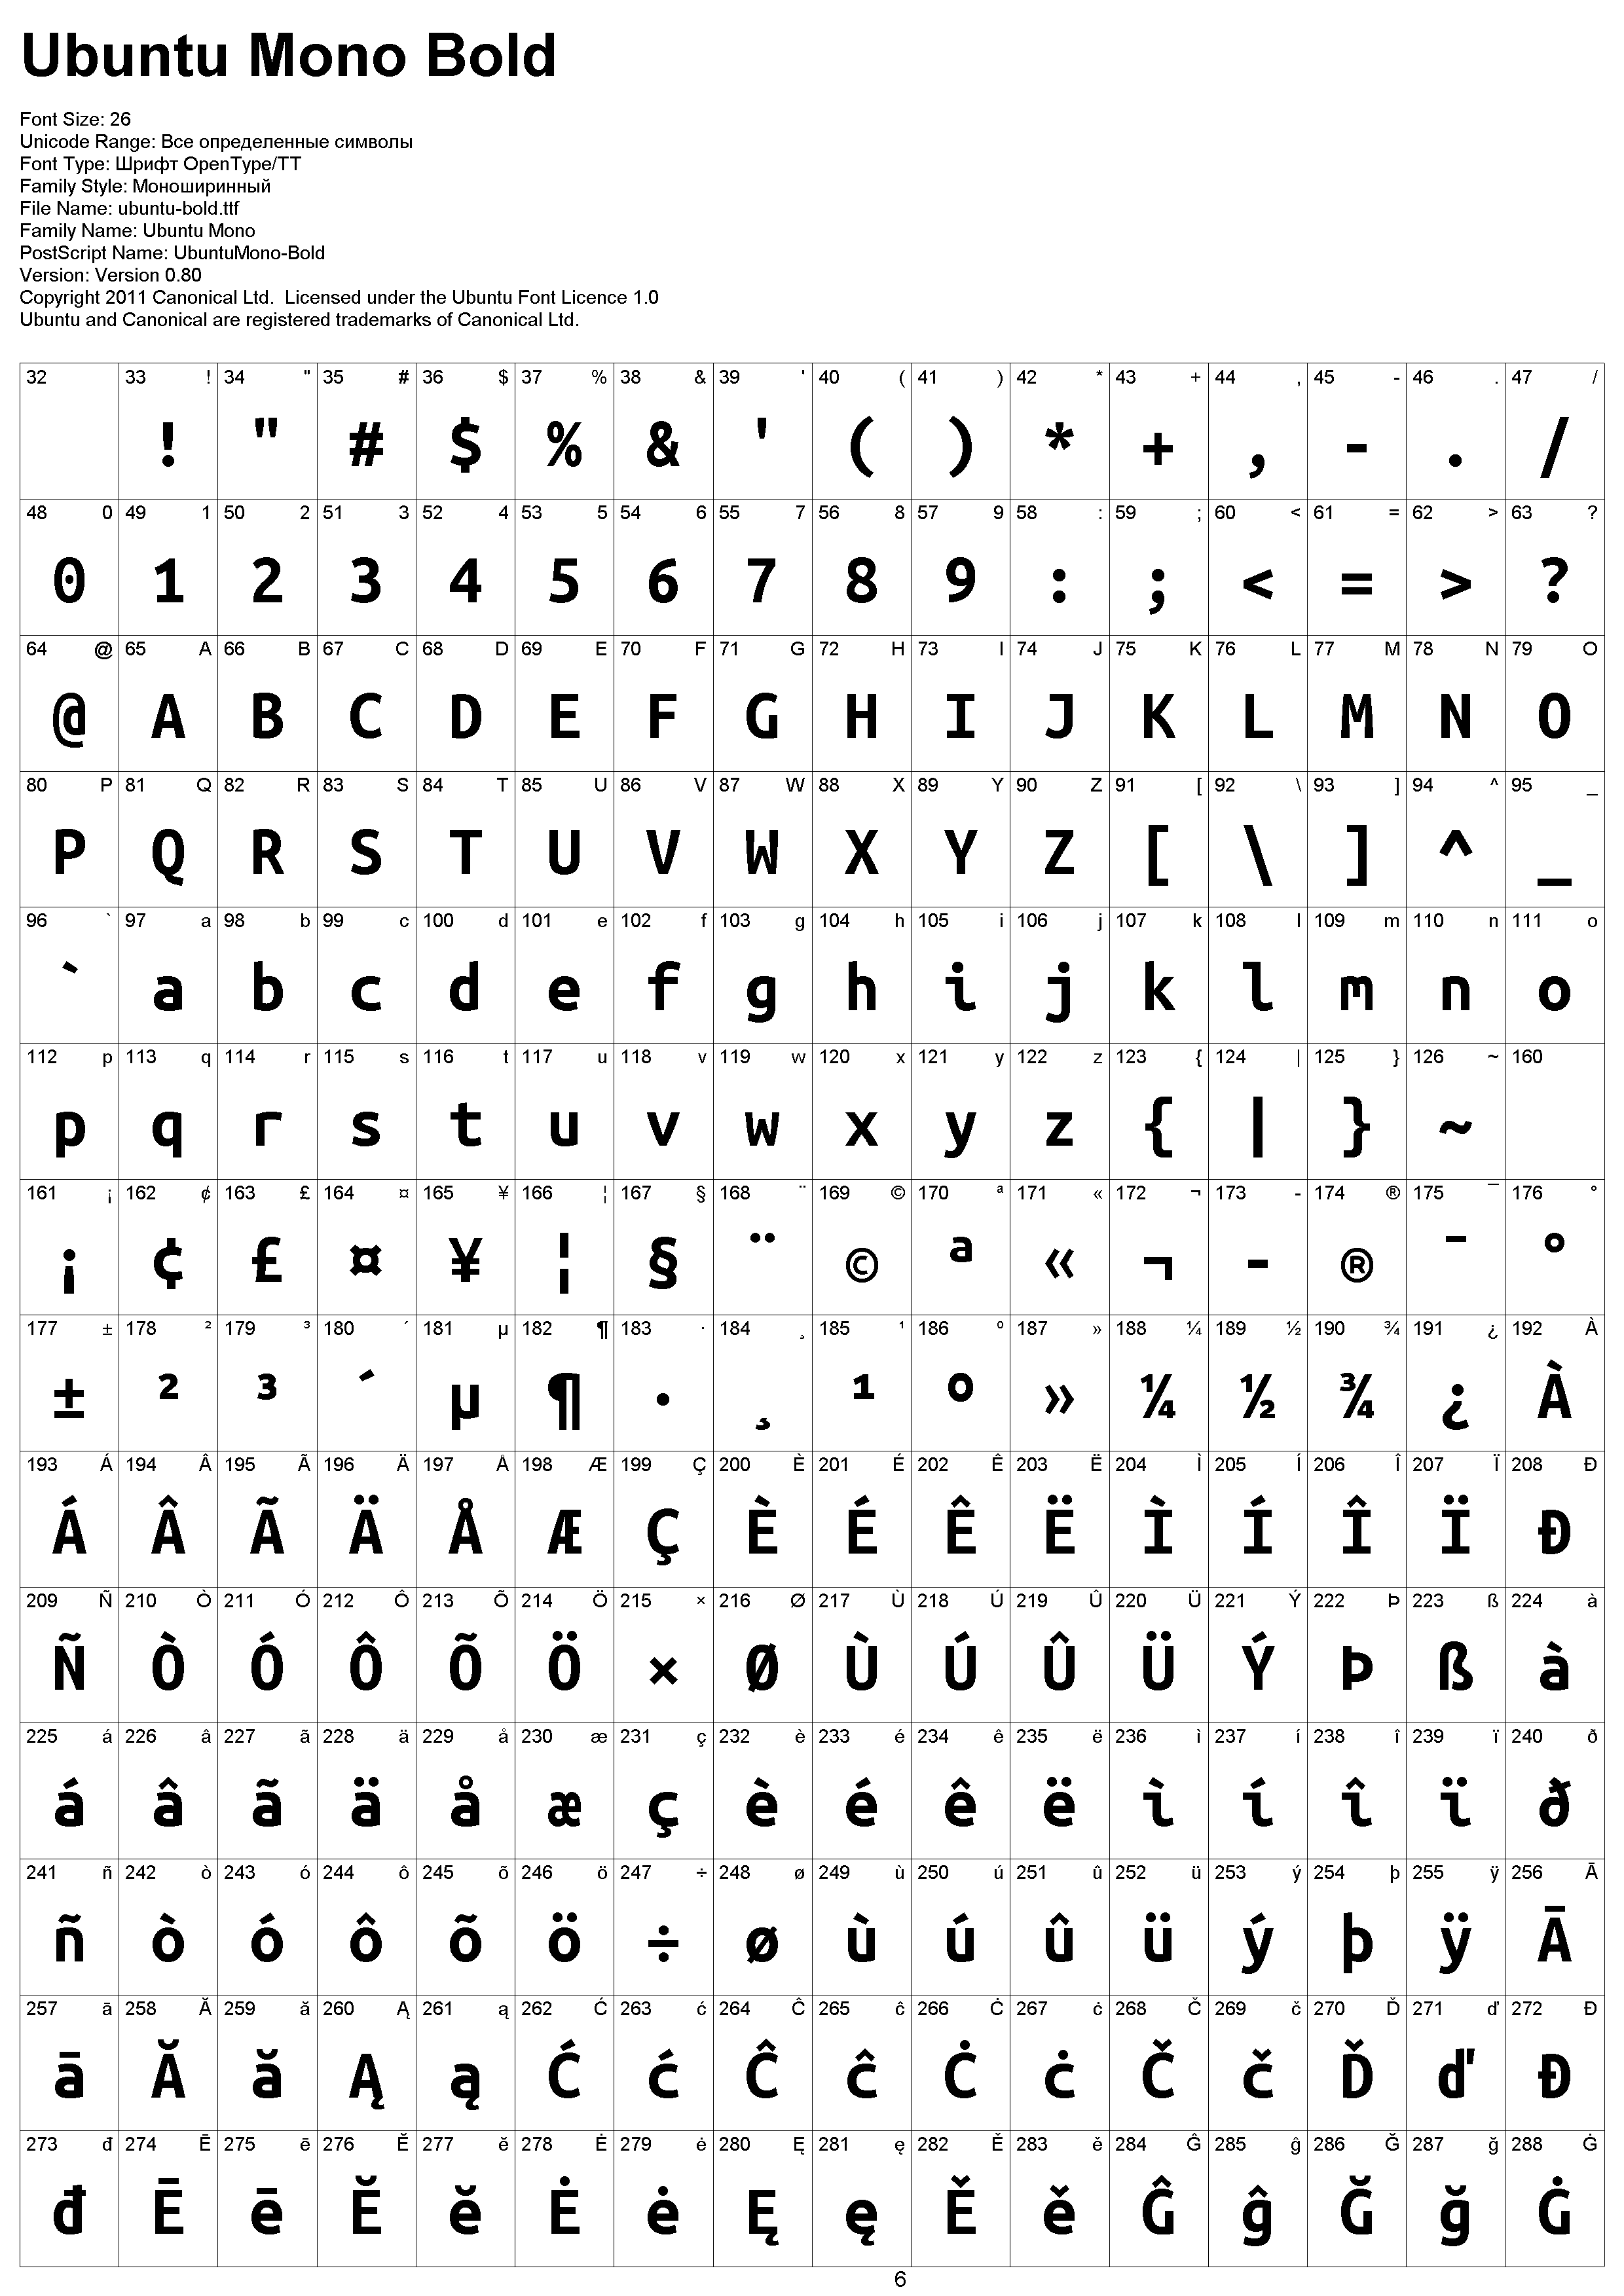 Ubuntu Mono Bold
Font Size: 26
Unicode Range: Все определенные символы
Font Type: Шрифт OpenType/TT
Family Style: Моноширинный
File Name: ubuntu-bold.ttf
Family Name: Ubuntu Mono
PostScript Name: UbuntuMono-Bold
Version: Version 0.80
Copyright 2011 Canonical Ltd.  Licensed under the Ubuntu Font Licence 1.0
Ubuntu and Canonical are registered trademarks of Canonical Ltd.
32 33 ! 34 " 35 # 36 $ 37 % 38 & 39 ' 40 ( 41 ) 42 * 43 + 44 , 45 - 46 . 47 /
! " # $ % & ' ( ) * + , - . /
48 0 49 1 50 2 51 3 52 4 53 5 54 6 55 7 56 8 57 9 58 : 59 ; 60 < 61 = 62 > 63 ?
0 1 2 3 4 5 6 7 8 9 : ; < = > ?
64 @ 65 A 66 B 67 C 68 D 69 E 70 F 71 G 72 H 73 I 74 J 75 K 76 L 77 M 78 N 79 O
@ A B C D E F G H I J K L M N O
80 P 81 Q 82 R 83 S 84 T 85 U 86 V 87 W 88 X 89 Y 90 Z 91 [ 92 \ 93 ] 94 ^ 95 _
P Q R S T U V W X Y Z [ \ ] ^ _
96 ` 97 a 98 b 99 c 100 d 101 e 102 f 103 g 104 h 105 i 106 j 107 k 108 l 109 m 110 n 111 o
` a b c d e f g h i j k l m n o
112 p 113 q 114 r 115 s 116 t 117 u 118 v 119 w 120 x 121 y 122 z 123 { 124 | 125 } 126 ~ 160
p q r s t u v w x y z { | } ~
161 ¡ 162 ¢ 163 £ 164 ¤ 165 ¥ 166 ¦ 167 § 168 ¨ 169 © 170 ª 171 « 172 ¬ 173 - 174 ® 175 ¯ 176 °
¡ ¢ £ ¤ ¥ ¦ § ¨ © ª « ¬ - ® ¯ °
177 ± 178 ² 179 ³ 180 ´ 181 µ 182 ¶ 183 · 184 ¸ 185 ¹ 186 º 187 » 188 ¼ 189 ½ 190 ¾ 191 ¿ 192 À
± ² ³ ´ µ ¶ · ¸ ¹ º » ¼ ½ ¾ ¿ À
193 Á 194 Â 195 Ã 196 Ä 197 Å 198 Æ 199 Ç 200 È 201 É 202 Ê 203 Ë 204 Ì 205 Í 206 Î 207 Ï 208 Ð
Á Â Ã Ä Å Æ Ç È É Ê Ë Ì Í Î Ï Ð
209 Ñ 210 Ò 211 Ó 212 Ô 213 Õ 214 Ö 215 × 216 Ø 217 Ù 218 Ú 219 Û 220 Ü 221 Ý 222 Þ 223 ß 224 à
Ñ Ò Ó Ô Õ Ö × Ø Ù Ú Û Ü Ý Þ ß à
225 á 226 â 227 ã 228 ä 229 å 230 æ 231 ç 232 è 233 é 234 ê 235 ë 236 ì 237 í 238 î 239 ï 240 ð
á â ã ä å æ ç è é ê ë ì í î ï ð
241 ñ 242 ò 243 ó 244 ô 245 õ 246 ö 247 ÷ 248 ø 249 ù 250 ú 251 û 252 ü 253 ý 254 þ 255 ÿ 256 Ā
ñ ò ó ô õ ö ÷ ø ù ú û ü ý þ ÿ Ā
257 ā 258 Ă 259 ă 260 Ą 261 ą 262 Ć 263 ć 264 Ĉ 265 ĉ 266 Ċ 267 ċ 268 Č 269 č 270 Ď 271 ď 272 Đ
ā Ă ă Ą ą Ć ć Ĉ ĉ Ċ ċ Č č Ď ď Đ
273 đ 274 Ē 275 ē 276 Ĕ 277 ĕ 278 Ė 279 ė 280 Ę 281 ę 282 Ě 283 ě 284 Ĝ 285 ĝ 286 Ğ 287 ğ 288 Ġ
đ Ē ē Ĕ ĕ Ė ė Ę ę Ě ě Ĝ ĝ Ğ ğ Ġ
6